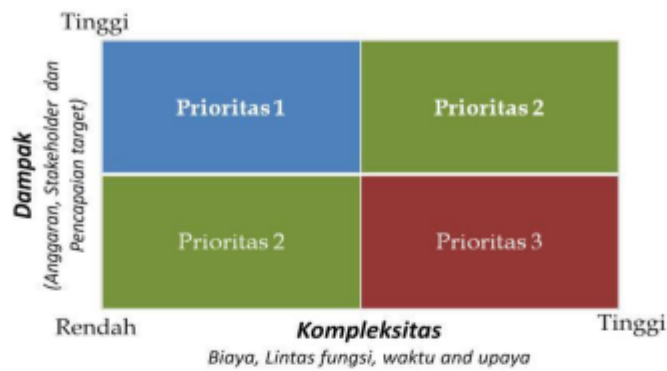 Tinggi
Prioritas 1
Prioritas 2
Dampak
(Anggaran, Stakeholder dan
Pencapaian target)
Prioritas 2
Prioritas 3
Rendah
Kompleksitas
Tinggi
Biaya, Lintas fungsi, waktu and upaya